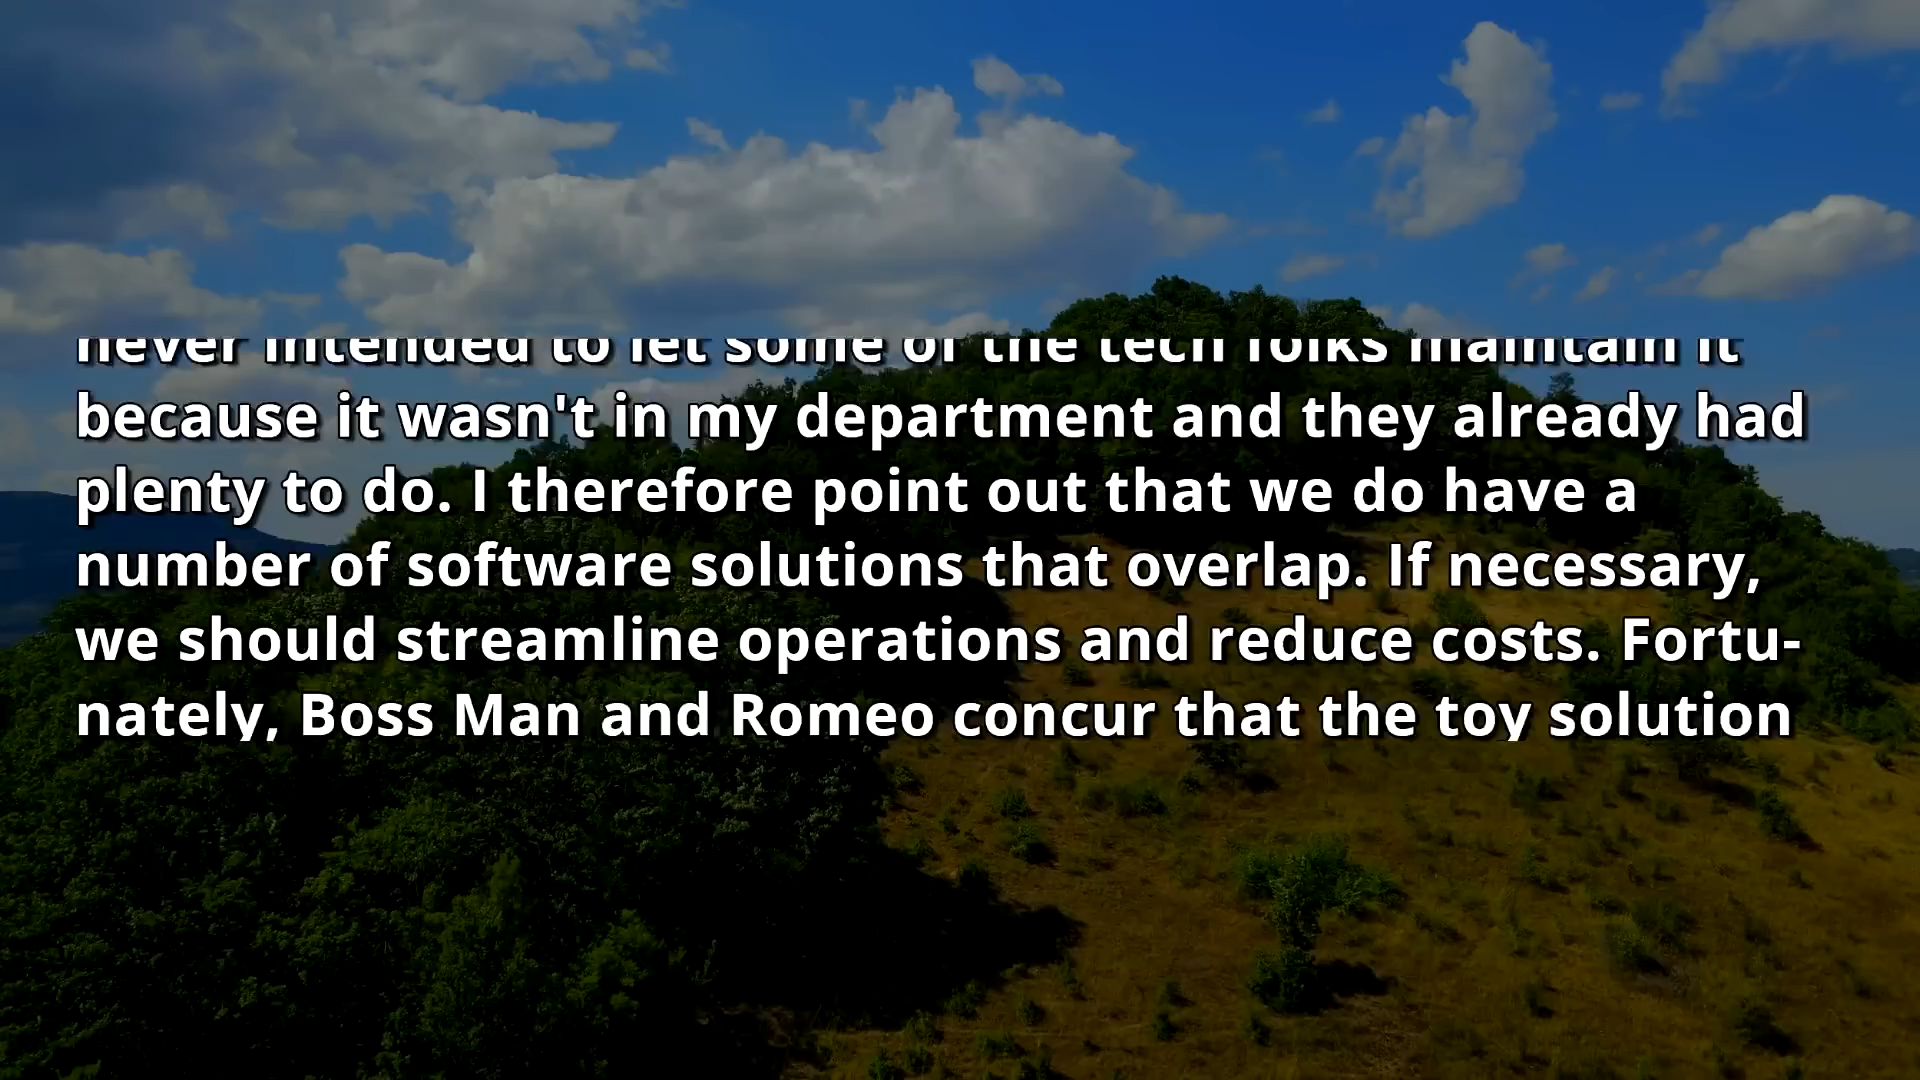 never intended to let some of the tech folks maintain it
because it wasn't in my department and they already had
plenty to do. I therefore point out that we do have a
number of software solutions that overlap. If necessary,
we should streamline operations and reduce costs. Fortu-
nately, Boss Man and Romeo concur that the toy solution